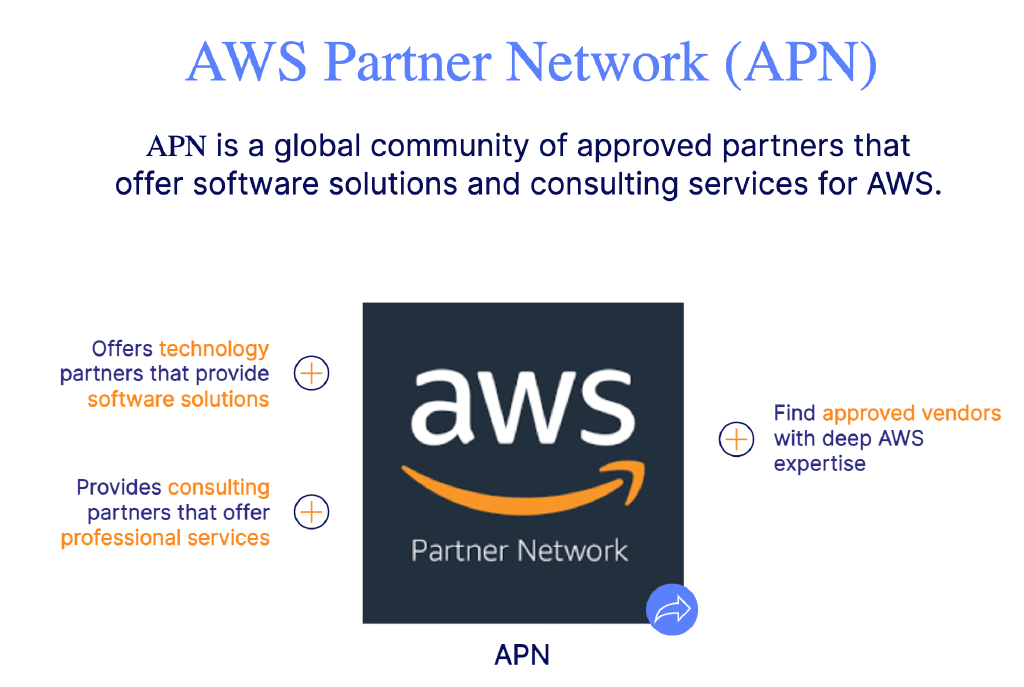 AWS Partner Network (APN)
APN is a global community of approved partners that
offer software solutions and consulting services for AWS.
Offers technology
partners that provide
software solutions
Provides consulting
partners that offer
professional services
aws
Partner Network
Find approved vendors
with deep AWS
expertise
APN